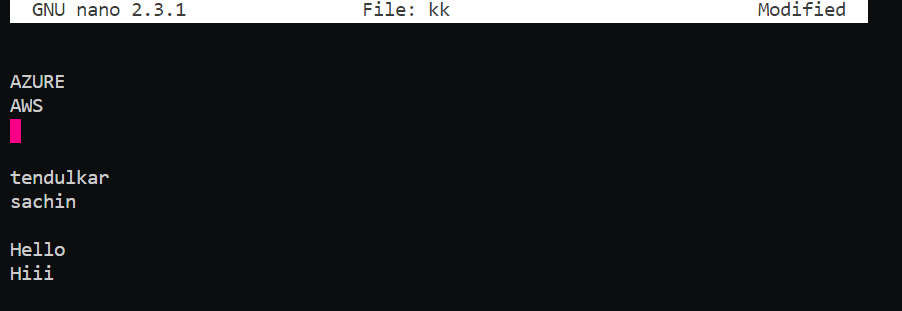 GNU nano 2.3.1 File: kk Modified
AZURE
AWS
tendulkar
sachin
Hello
Hiii